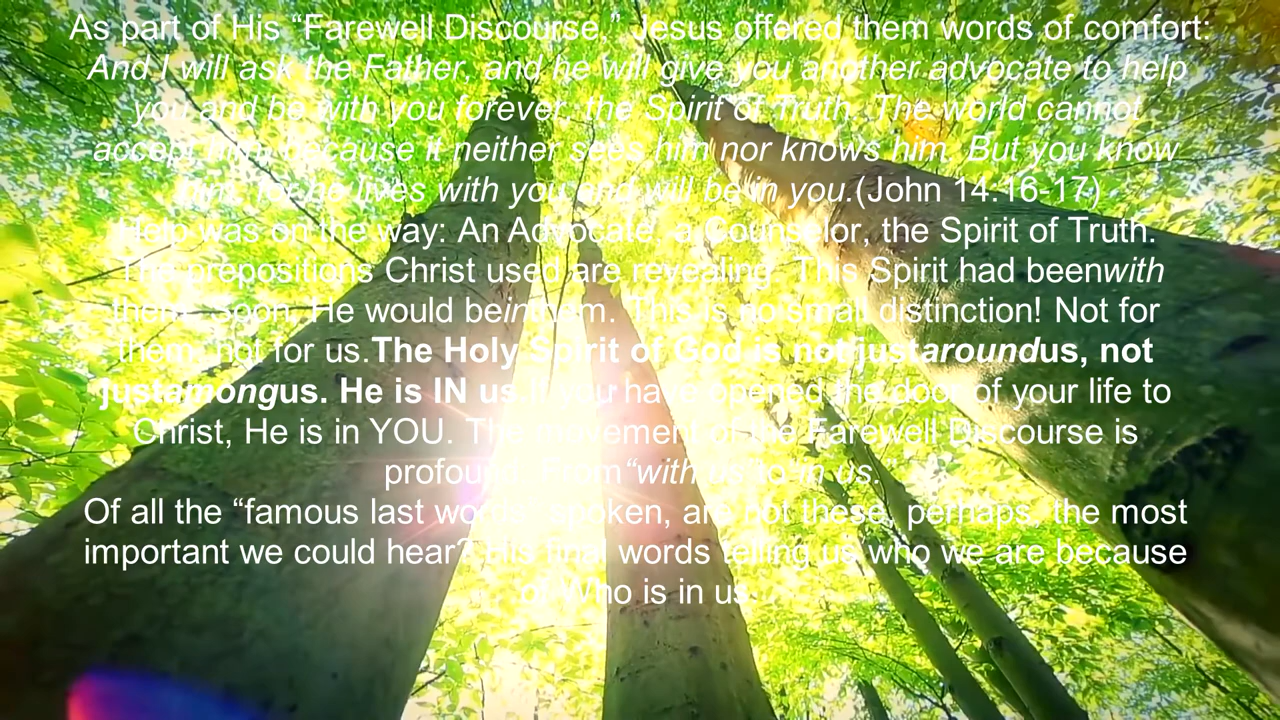 As part of His “Farewell Discourse,” Jesus offered them words of comfort:
And I will ask the Father, and he will give you another advocate to help
you and be with you forever, the Spirit of Truth. The world cannot
accept him, because it neither sees him nor knows him. But you know
him, for he lives with you and will be in you.(John 14:16-17)
Help was on the way: An Advocate, a Counselor, the Spirit of Truth.
The prepositions Christ used are revealing. This Spirit had beenwith
them; soon, He would beinthem. This is no small distinction! Not for
them, not for us.The Holy Spirit of God is not justaroundus, not
justamongus. He is IN us.If you have opened the door of your life to
Christ, He is in YOU. The movement of the Farewell Discourse is
profound. From“with us”to“in us.
Of all the “famous last words” spoken, are not these, perhaps, the most
important we could hear? His final words telling us who we are because
of Who is in us.